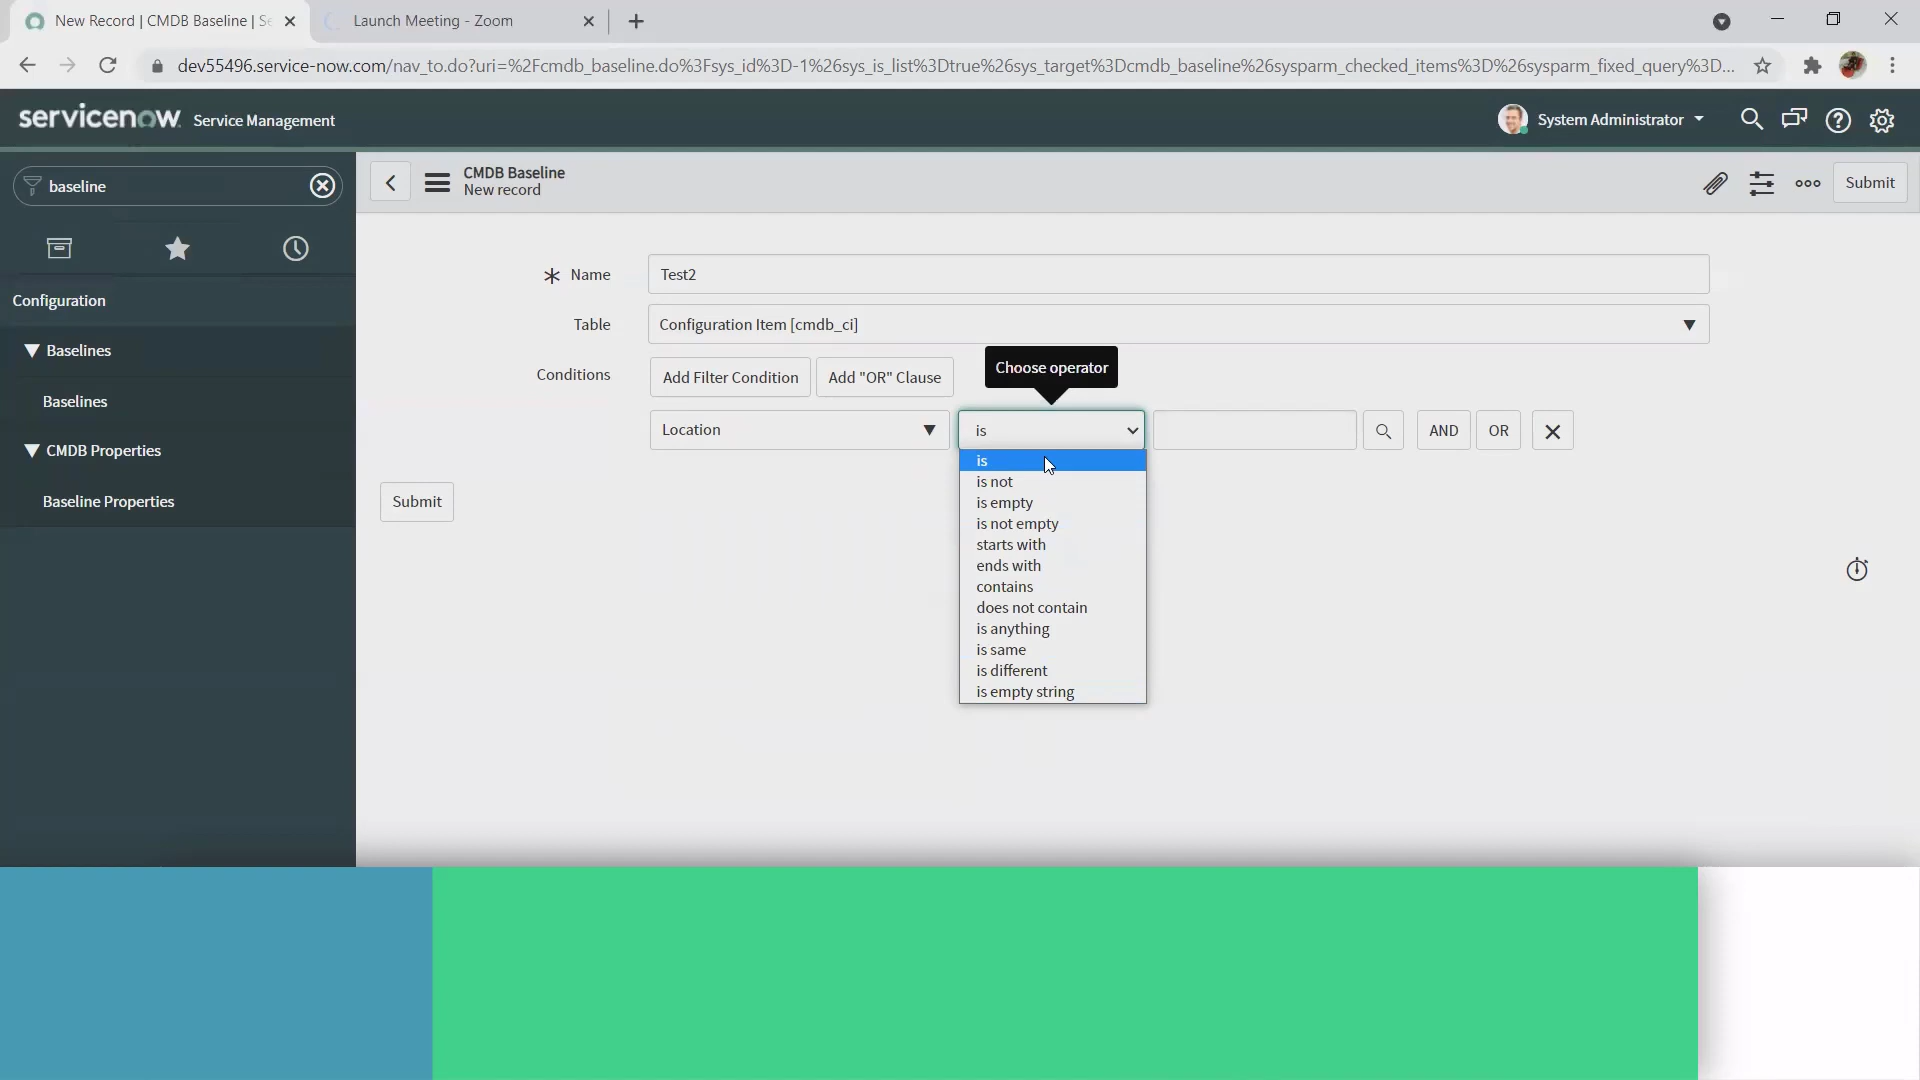 New Record | CMDB Baseline | Se
Launch Meeting - Zoom
dev55496.service-now.com/nav_to.do?uri=%2Fcmdb_baseline.do%3Fsys_id%3D-1%26sys_is_list%3Dtrue%26sys_target%3Dcmdb_baseline%26sysparm_checked_items%3D%26sysparm_fixed_query%3D...
servicenow. Service Management
System Administrator
baseline
CMDB Baseline
New record
Submit
Configuration
Baselines
Baselines
CMDB Properties
Baseline Properties
Name
Test2
Table
Configuration Item [cmdb_ci]
Conditions
Add Filter Condition
Add "OR" Clause
Choose operator
Location
is
AND
OR
is
is not
is empty
is not empty
starts with
ends with
contains
does not contain
is anything
is same
is different
is empty string
Submit